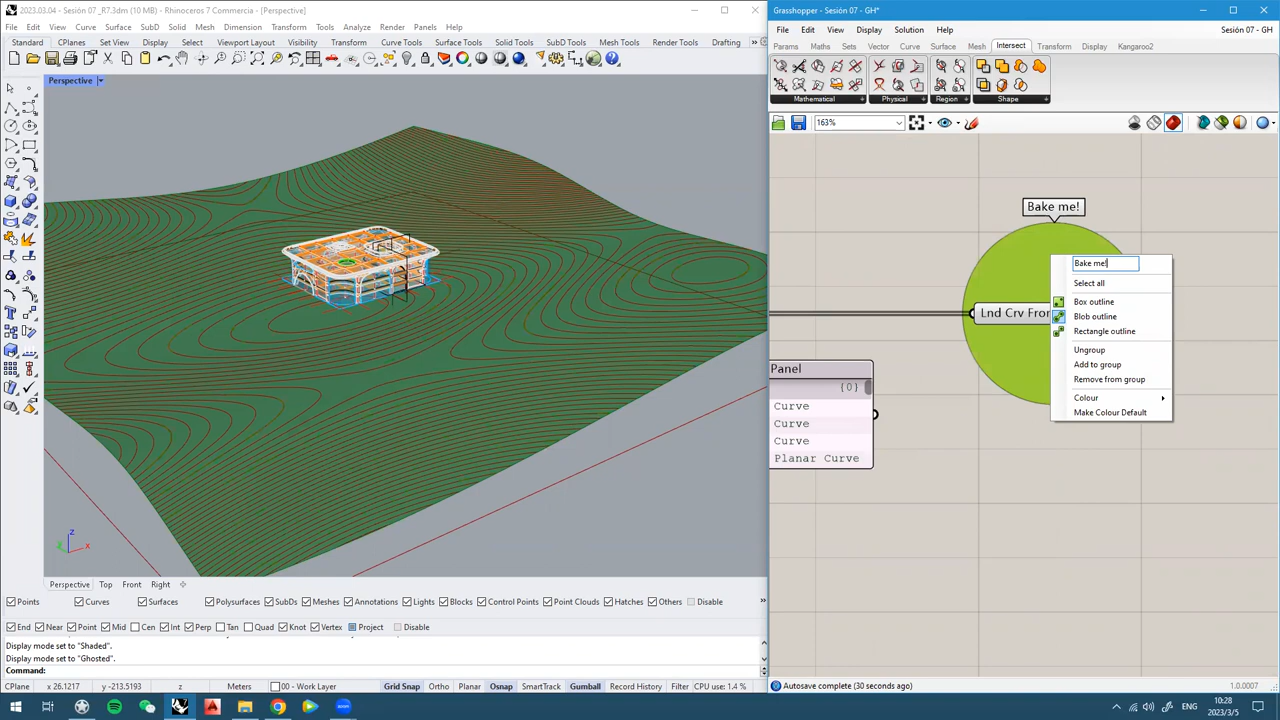 2023.03.04 - Sesión 07 _R7.3dm (10 MB) - Rhinoceros 7 Commercia - [Perspective]
File Edit View Curve Surface SubD Solid Mesh Dimension Transform Tools Analyze Render Panels Help
Standard CPlanes Set View Display Select Viewport Layout Visibility Transform Curve Tools Surface Tools Solid Tools SubD Tools Mesh Tools Render Tools Drafting
Perspective
z
x
Perspective Top Front Right
Points Curves Surfaces Polysurfaces SubDs Meshes Annotations Lights Blocks Control Points Point Clouds Hatches Others Disable
End Near Point Mid Cen Int Perp Tan Quad Knot Vertex Project Disable
Display mode set to "Shaded".
Display mode set to "Ghosted".
Command:
CPlane x 26.1217 y -213.5193 z Meters 00 - Work Layer Grid Snap Ortho Planar Osnap SmartTrack Gumball Record History Filter CPU use: 1.4 %
Grasshopper - Sesión 07 - GH*
File Edit View Display Solution Help Sesión 07 - GH
Params Maths Sets Vector Curve Surface Mesh Intersect Transform Display Kangaroo2
Mathematical Physical Region Shape
163%
Bake me!
Lnd Crv Fron
Bake me!
Select all
Box outline
Blob outline
Rectangle outline
Ungroup
Add to group
Remove from group
Colour
Make Colour Default
Panel
{0}
Curve
Curve
Curve
Planar Curve
Autosave complete (30 seconds ago) 1.0.0007
ENG
10:28
2023/3/5